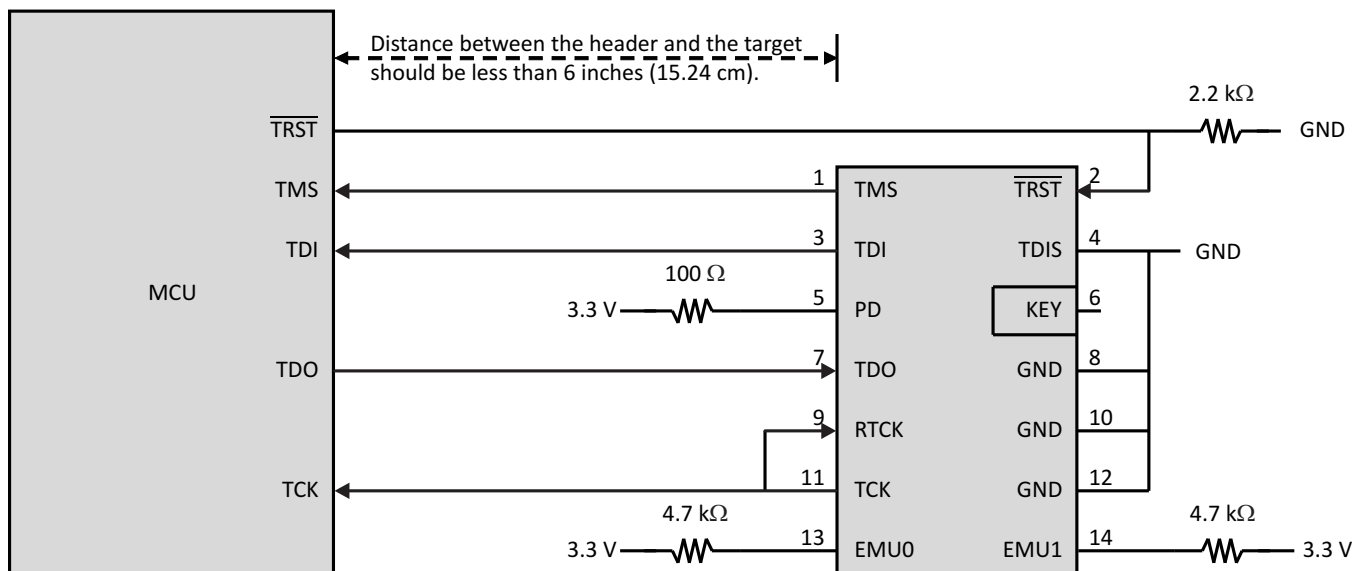 Distance between the header and the target
should be less than 6 inches (15.24 cm).
2.2 kΩ
TRST
GND
TMS
1
TMS
TRST
2
TDI
3
TDI
TDIS
4
GND
MCU
100 Ω
3.3 V
5
PD
KEY
6
TDO
7
TDO
GND
8
9
RTCK
GND
10
TCK
11
TCK
GND
12
4.7 kΩ
4.7 kΩ
3.3 V
13
EMU0
EMU1
14
3.3 V